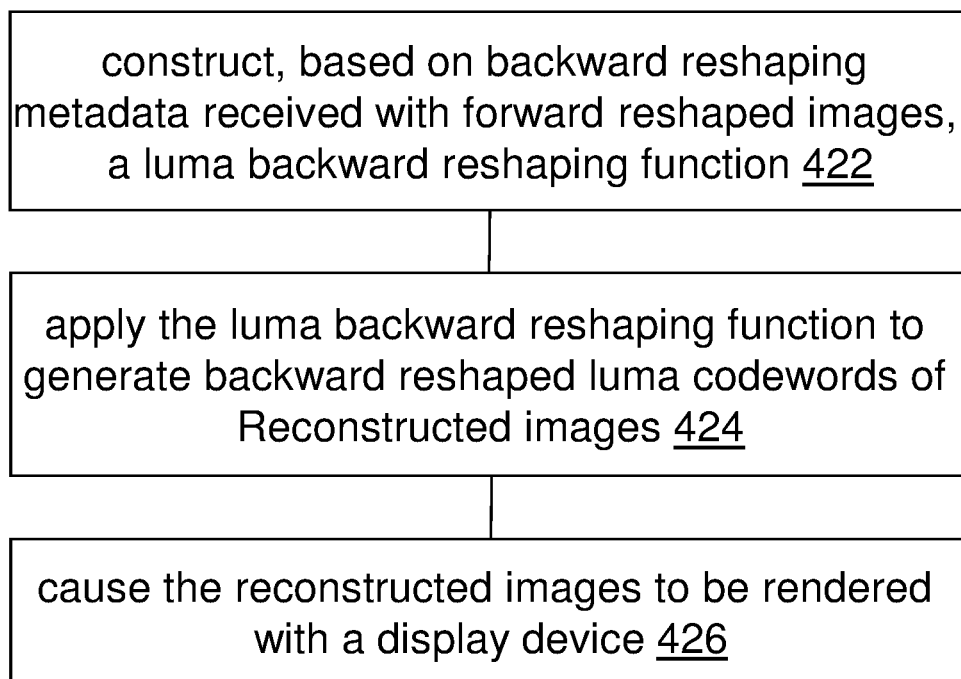 construct, based on backward reshaping
metadata received with forward reshaped images,
a luma backward reshaping function 422
apply the luma backward reshaping function to
generate backward reshaped luma codewords of
Reconstructed images 424
cause the reconstructed images to be rendered
with a display device 426